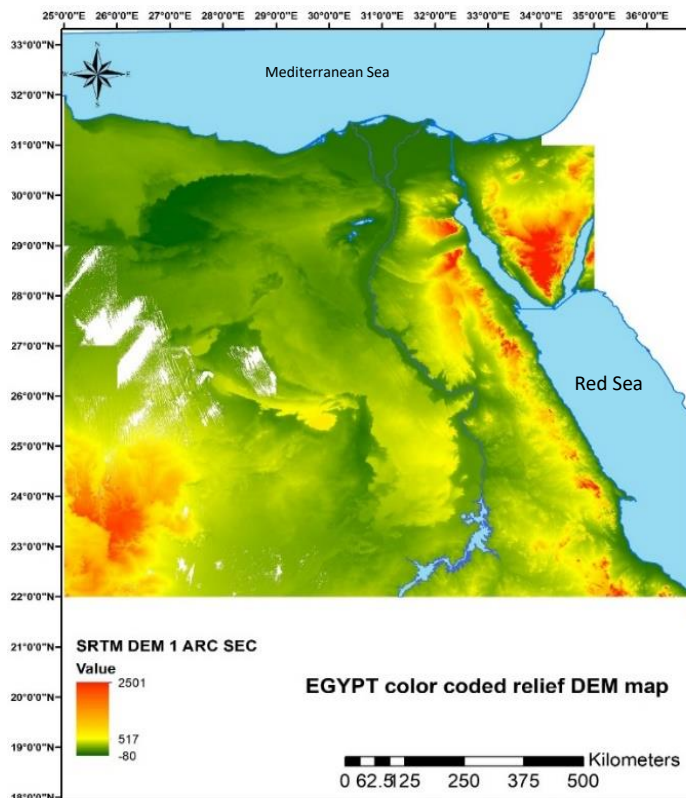 25°0'0"E 26°0'0"E 27°0'0"E 28°0'0"E 29°0'0"E 30°0'0"E 31°0'0"E 32°0'0"E 33°0'0"E 34°0'0"E 35°0'0"E 36°0'0"E
33°0'0"N
N
Mediterranean Sea
E
S
32°0'0"N
31°0'0"N
30°0'0"N
29°0'0"N
28°0'0"N
27°0'0"N
Red Sea
26°0'0"N
25°0'0"N
24°0'0"N
23°0'0"N
22°0'0"N
21°0'0"N
SRTM DEM 1 ARC SEC
Value
2501
517
-80
20°0'0"N
EGYPT color coded relief DEM map
19°0'0"N
Kilometers
0 62.5 125 250 375 500
18°0'0"N